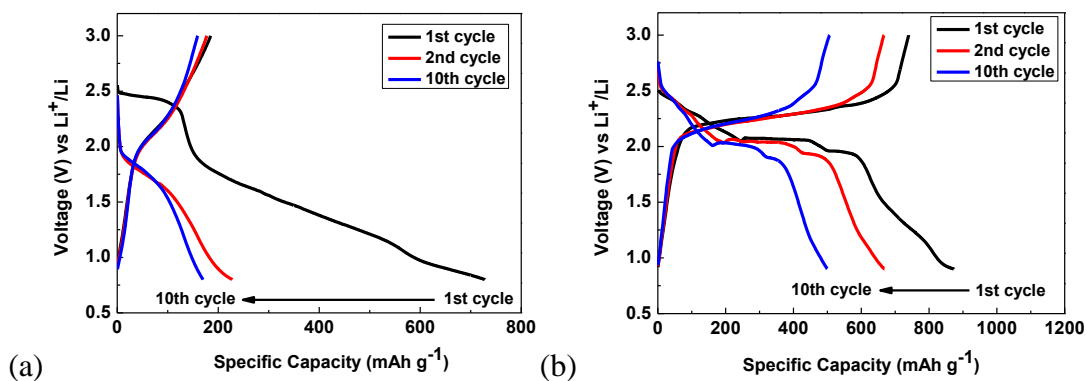 3.0
2.5
2.0
1.5
1.0
0.5
Voltage (V) vs Li⁺/Li
1st cycle
2nd cycle
10th cycle
10th cycle
1st cycle
0 200 400 600 800
Specific Capacity (mAh g⁻¹)
(a)
3.0
2.5
2.0
1.5
1.0
0.5
Voltage (V) vs Li⁺/Li
1st cycle
2nd cycle
10th cycle
10th cycle
1st cycle
0 200 400 600 800 1000 1200
Specific Capacity (mAh g⁻¹)
(b)